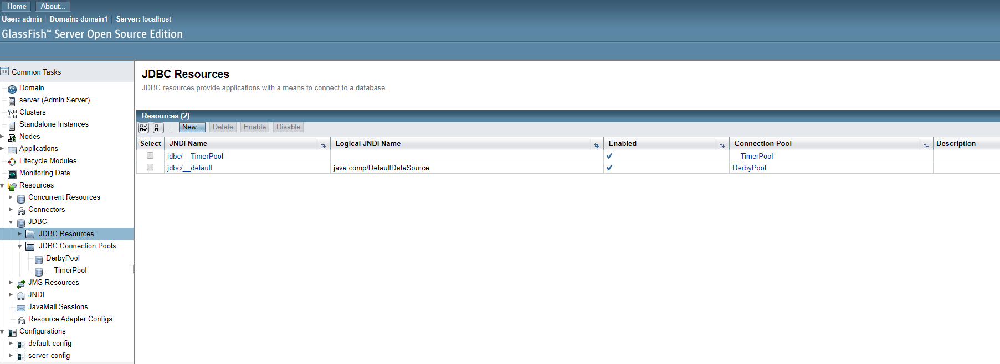 Home About...
User: admin Domain: domain1 Server: localhost
GlassFish™ Server Open Source Edition
Common Tasks
Domain
server (Admin Server)
Clusters
Standalone Instances
Nodes
Applications
Lifecycle Modules
Monitoring Data
Resources
Concurrent Resources
Connectors
JDBC
JDBC Resources
JDBC Connection Pools
DerbyPool
__TimerPool
JMS Resources
JNDI
JavaMail Sessions
Resource Adapter Configs
Configurations
default-config
server-config
JDBC Resources
JDBC resources provide applications with a means to connect to a database.
Resources (2)
New... Delete Enable Disable
Select JNDI Name Logical JNDI Name Enabled Connection Pool Description
jdbc/__TimerPool __TimerPool
jdbc/__default java:comp/DefaultDataSource DerbyPool